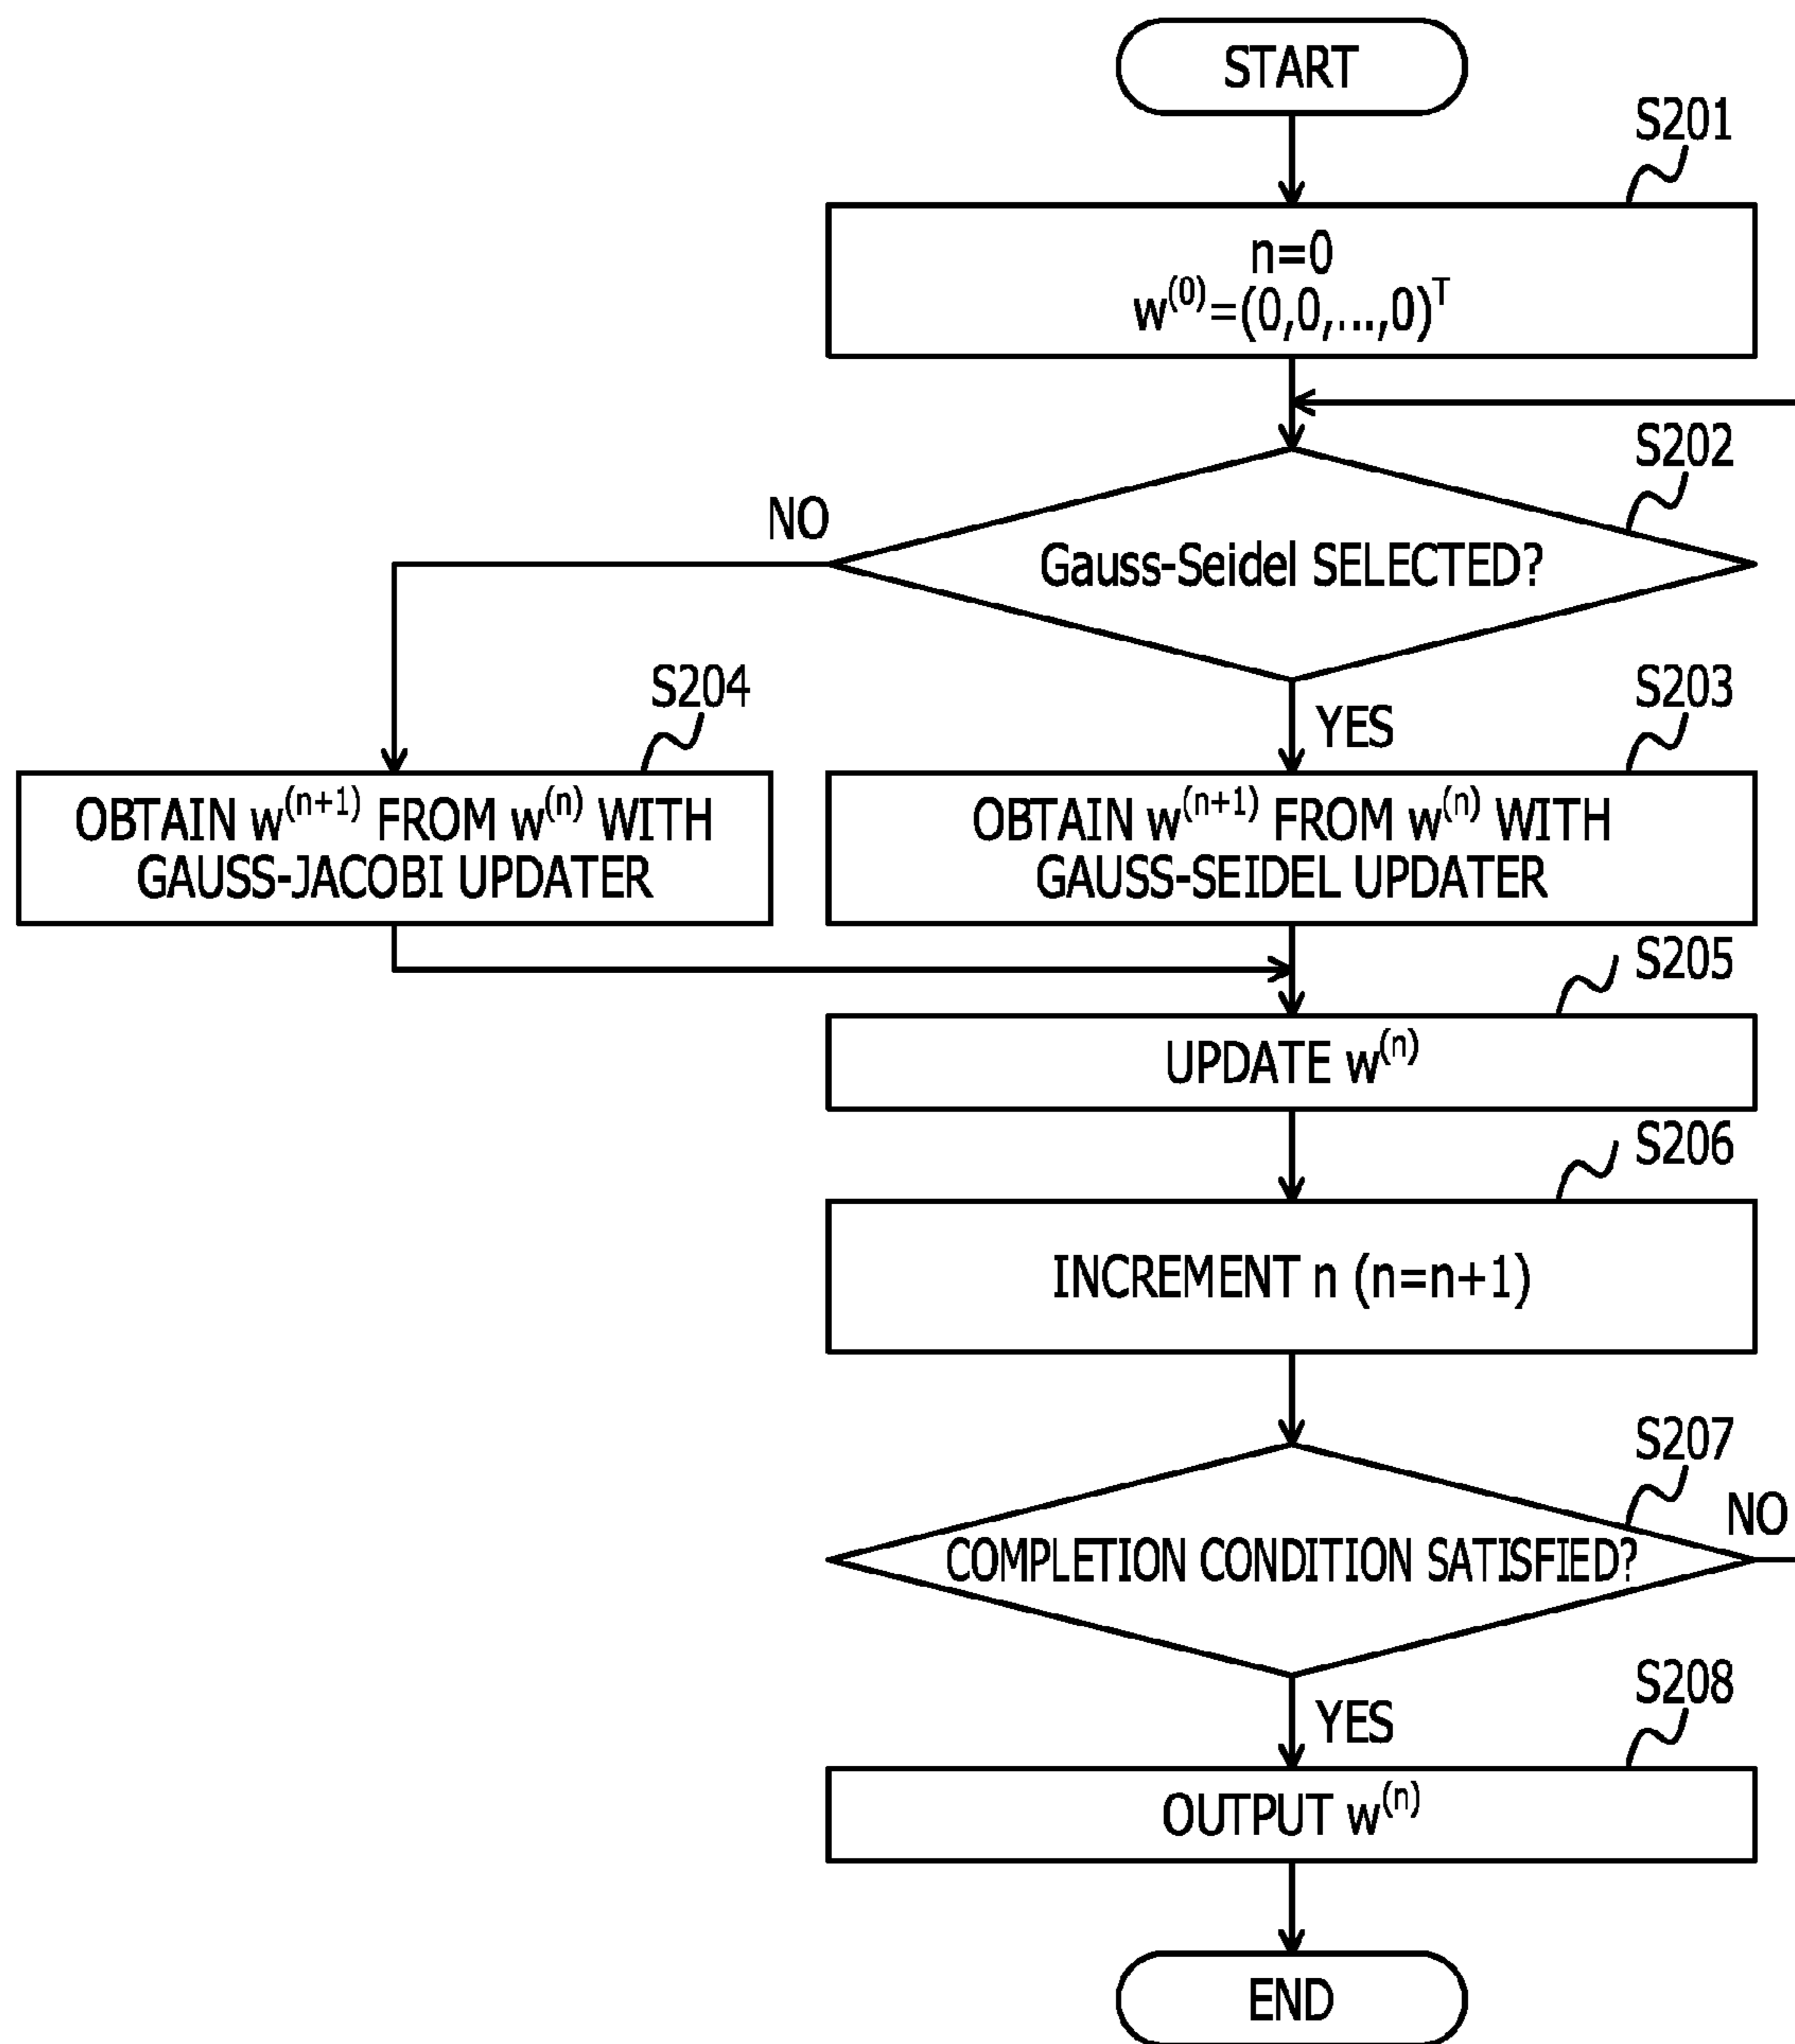 START
S201
n=0
w^(0)=(0,0,...,0)^T
S202
NO
Gauss-Seidel SELECTED?
S204
S203
YES
OBTAIN w^(n+1) FROM w^(n) WITH
GAUSS-JACOBI UPDATER
OBTAIN w^(n+1) FROM w^(n) WITH
GAUSS-SEIDEL UPDATER
S205
UPDATE w^(n)
S206
INCREMENT n (n=n+1)
S207
NO
COMPLETION CONDITION SATISFIED?
S208
YES
OUTPUT w^(n)
END